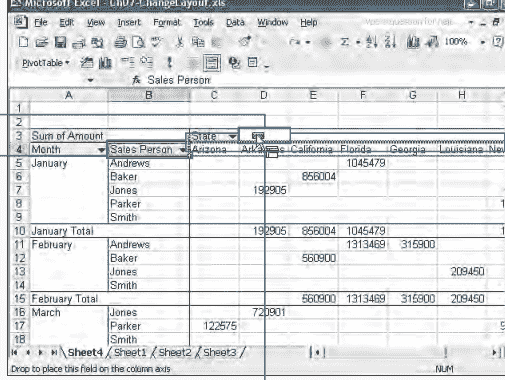 Microsoft Excel - Ch07-ChangeLayout.xls
File Edit View Insert Format Tools Data Window Help
100%
PivotTable
fx Sales Person
A B C D E F G H
1
2
3 Sum of Amount State
4 Month Sales Person Arizona Arkansas California Florida Georgia Louisiana
5 January Andrews 1045479
6 Baker 856004
7 Jones 192905
8 Parker 1
9 Smith
10 January Total 192905 856004 1045479 1
11 February Andrews 1313469 315900
12 Baker 560900
13 Jones 209450
14 Smith
15 February Total 560900 1313469 315900 209450
16 March Jones 720901
17 Parker 122575
18 Smith
Sheet4 / Sheet1 / Sheet2 / Sheet3 /
Drop to place this field on the column axis NUM